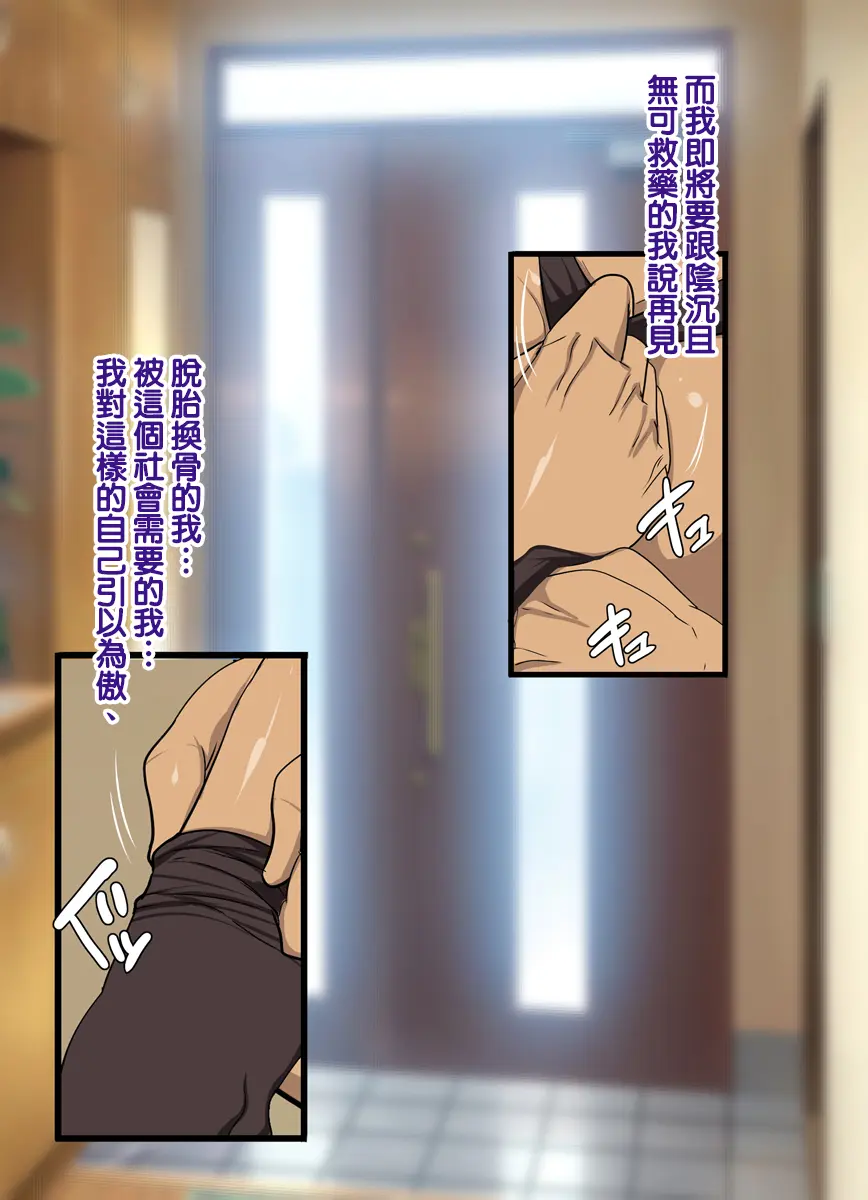 而我即將要跟陰沉且
無可救藥的我說再見
キュ
キュ
脫胎換骨的我…
被這個社會需要的我…
我對這樣的自己引以為傲、
グッ